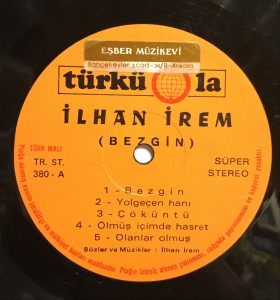 EŞBER MÜZİKEVİ
türkü la
İLHAN İREM
(BEZGİN)
TÜRK MALI
TR. ST.
380 - A
SÜPER
STEREO
1 - Bezgin
2 - Yolgeçen hanı
3 - Çöküntü
4 - Ölmüş içimde hasret
5 - Olanlar olmuş
Sözler ve Müzikler : İlhan İrem